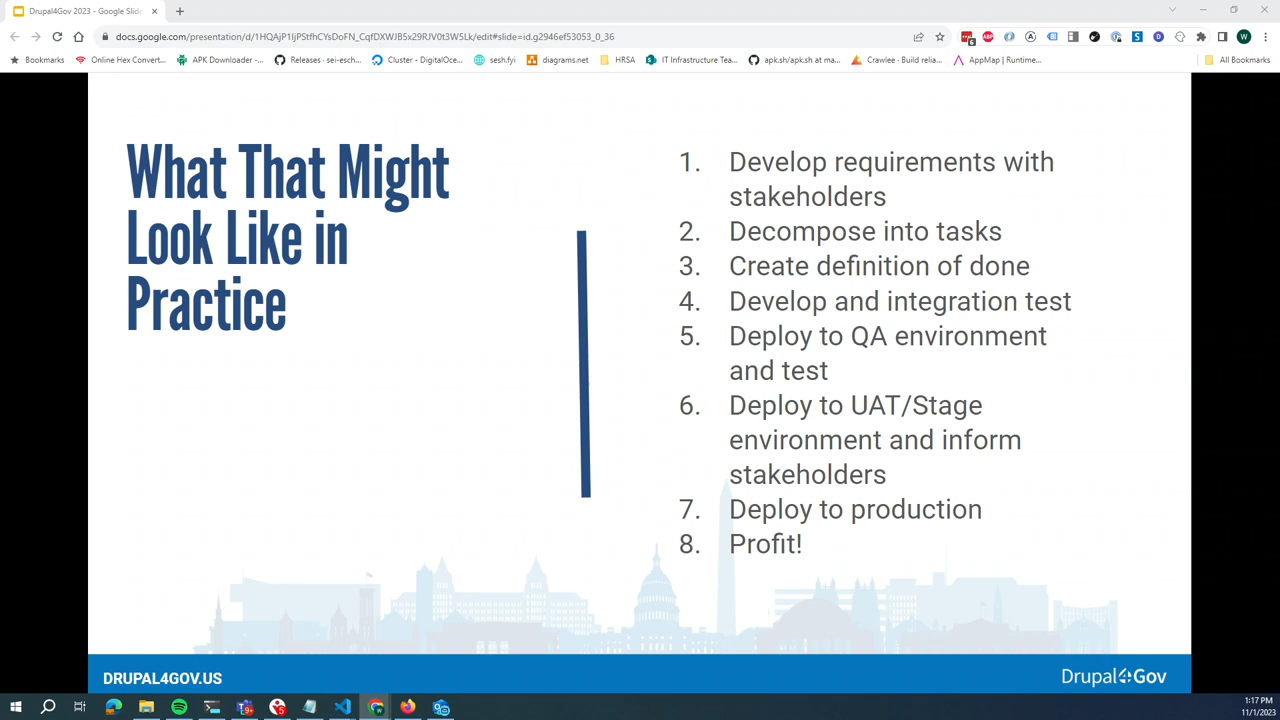 Drupal4Gov 2023 - Google Slide
docs.google.com/presentation/d/1HQAjP1IjPStfhCYsDoFN_CqfDXWJB5x29RJV0t3W5Lk/edit#slide=id.g2946ef53053_0_36
Bookmarks
Online Hex Convert...
APK Downloader -...
Releases · sei-esch...
Cluster - DigitalOce...
sesh.fyi
diagrams.net
HRSA
IT Infrastructure Tea...
apk.sh/apk.sh at ma...
Crawlee · Build relia...
AppMap | Runtime...
All Bookmarks
What That Might
Look Like in
Practice
1. Develop requirements with
stakeholders
2. Decompose into tasks
3. Create definition of done
4. Develop and integration test
5. Deploy to QA environment
and test
6. Deploy to UAT/Stage
environment and inform
stakeholders
7. Deploy to production
8. Profit!
DRUPAL4GOV.US
Drupal4Gov
1:17 PM
11/1/2023